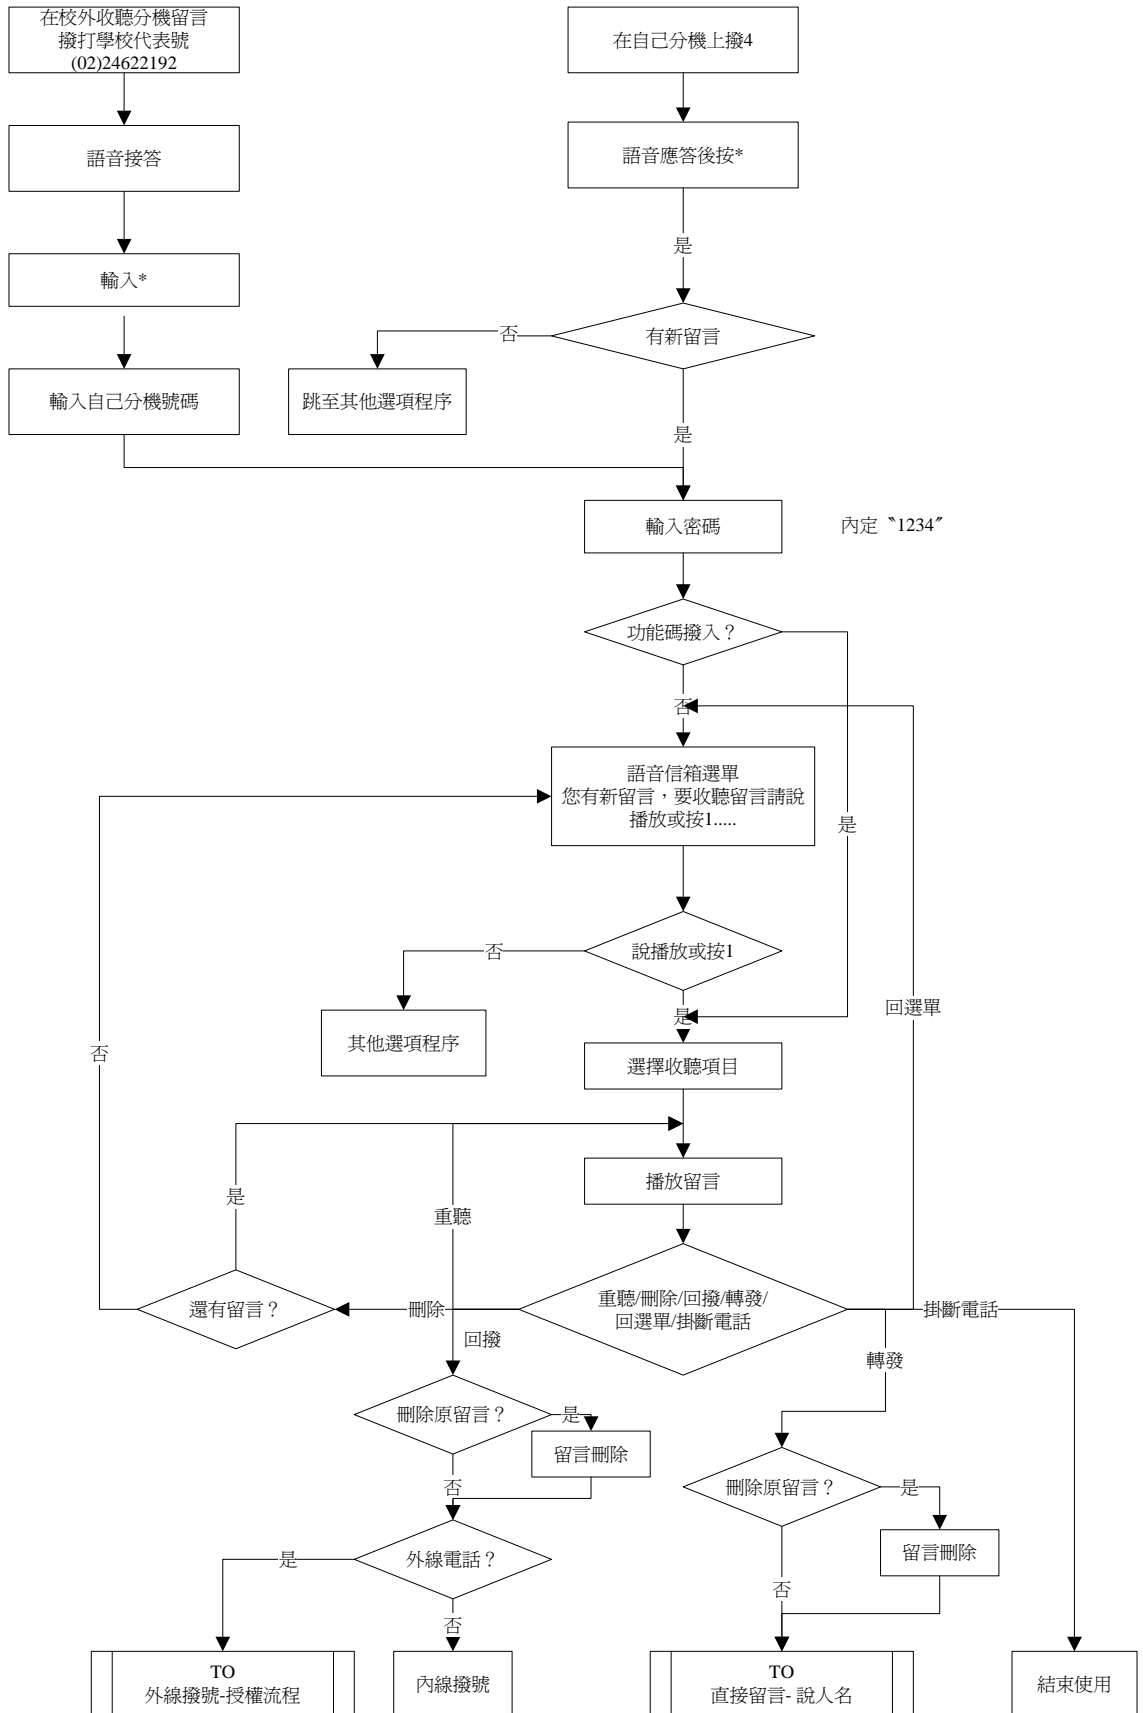 在校外收聽分機留言
撥打學校代表號
(02)24622192
在自己分機上撥4
語音接答
語音應答後按*
是
輸入*
有新留言
否
輸入自己分機號碼
跳至其他選項程序
是
輸入密碼
內定〝1234〞
功能碼撥入？
否
語音信箱選單
您有新留言，要收聽留言請說
播放或按1.....
是
說播放或按1
否
回選單
是
其他選項程序
否
選擇收聽項目
播放留言
是
重聽
還有留言？
刪除
重聽/刪除/回撥/轉發/
回選單/掛斷電話
掛斷電話
回撥
轉發
刪除原留言？
是
留言刪除
否
刪除原留言？
是
留言刪除
外線電話？
是
否
否
TO
外線撥號-授權流程
內線撥號
TO
直接留言- 說人名
結束使用